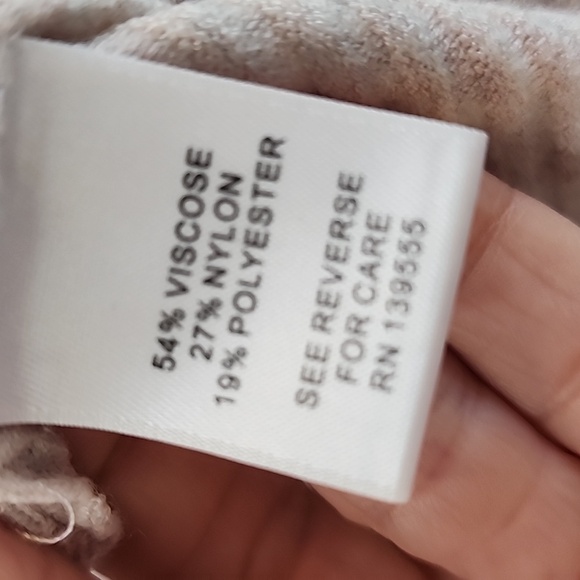 54% VISCOSE
27% NYLON
19% POLYESTER
SEE REVERSE
FOR CARE
RN 139555